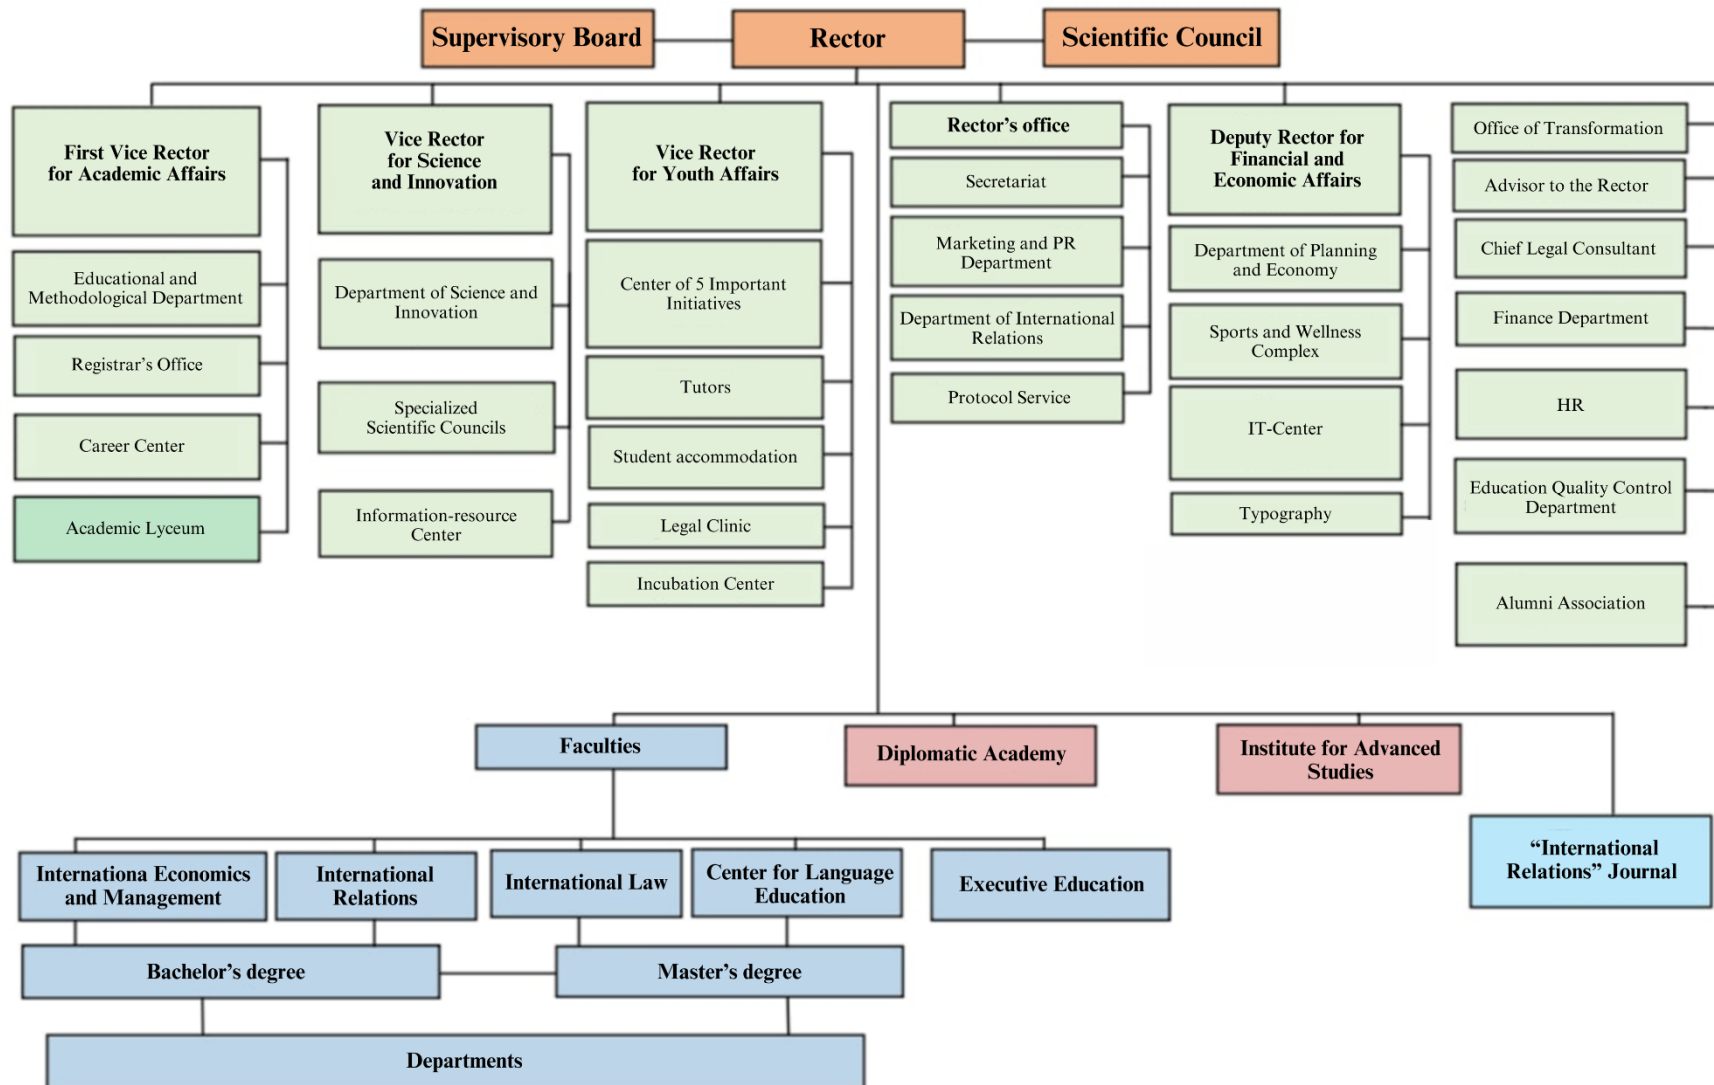 Supervisory Board
Rector
Scientific Council
First Vice Rector
for Academic Affairs
Educational and
Methodological Department
Registrar's Office
Career Center
Academic Lyceum
Vice Rector
for Science
and Innovation
Department of Science and
Innovation
Specialized
Scientific Councils
Information-resource
Center
Vice Rector
for Youth Affairs
Center of 5 Important
Initiatives
Tutors
Student accommodation
Legal Clinic
Incubation Center
Rector's office
Secretariat
Marketing and PR
Department
Department of International
Relations
Protocol Service
Deputy Rector for
Financial and
Economic Affairs
Department of Planning
and Economy
Sports and Wellness
Complex
IT-Center
Typography
Office of Transformation
Advisor to the Rector
Chief Legal Consultant
Finance Department
HR
Education Quality Control
Department
Alumni Association
Faculties
Diplomatic Academy
Institute for Advanced
Studies
“International
Relations” Journal
Internationa Economics
and Management
International
Relations
International Law
Center for Language
Education
Executive Education
Bachelor's degree
Master's degree
Departments